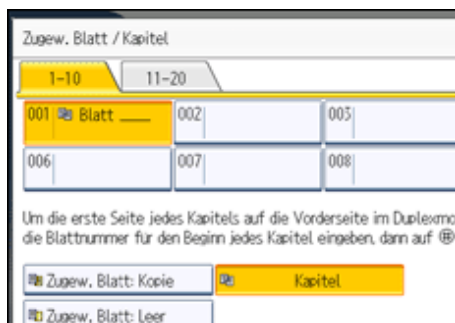 Zugew. Blatt / Kapitel
1-10 11-20
001 Blatt ____ 002 003
006 007 008
Um die erste Seite jedes Kapitels auf die Vorderseite im Duplexmo
die Blattnummer für den Beginn jedes Kapitel eingeben, dann auf
Zugew. Blatt: Kopie Kapitel
Zugew. Blatt: Leer